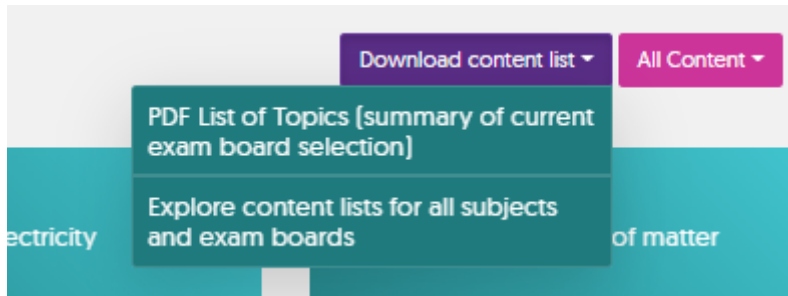 Download content list
All Content
PDF List of Topics (summary of current
exam board selection)
Explore content lists for all subjects
and exam boards
ectricity
of matter